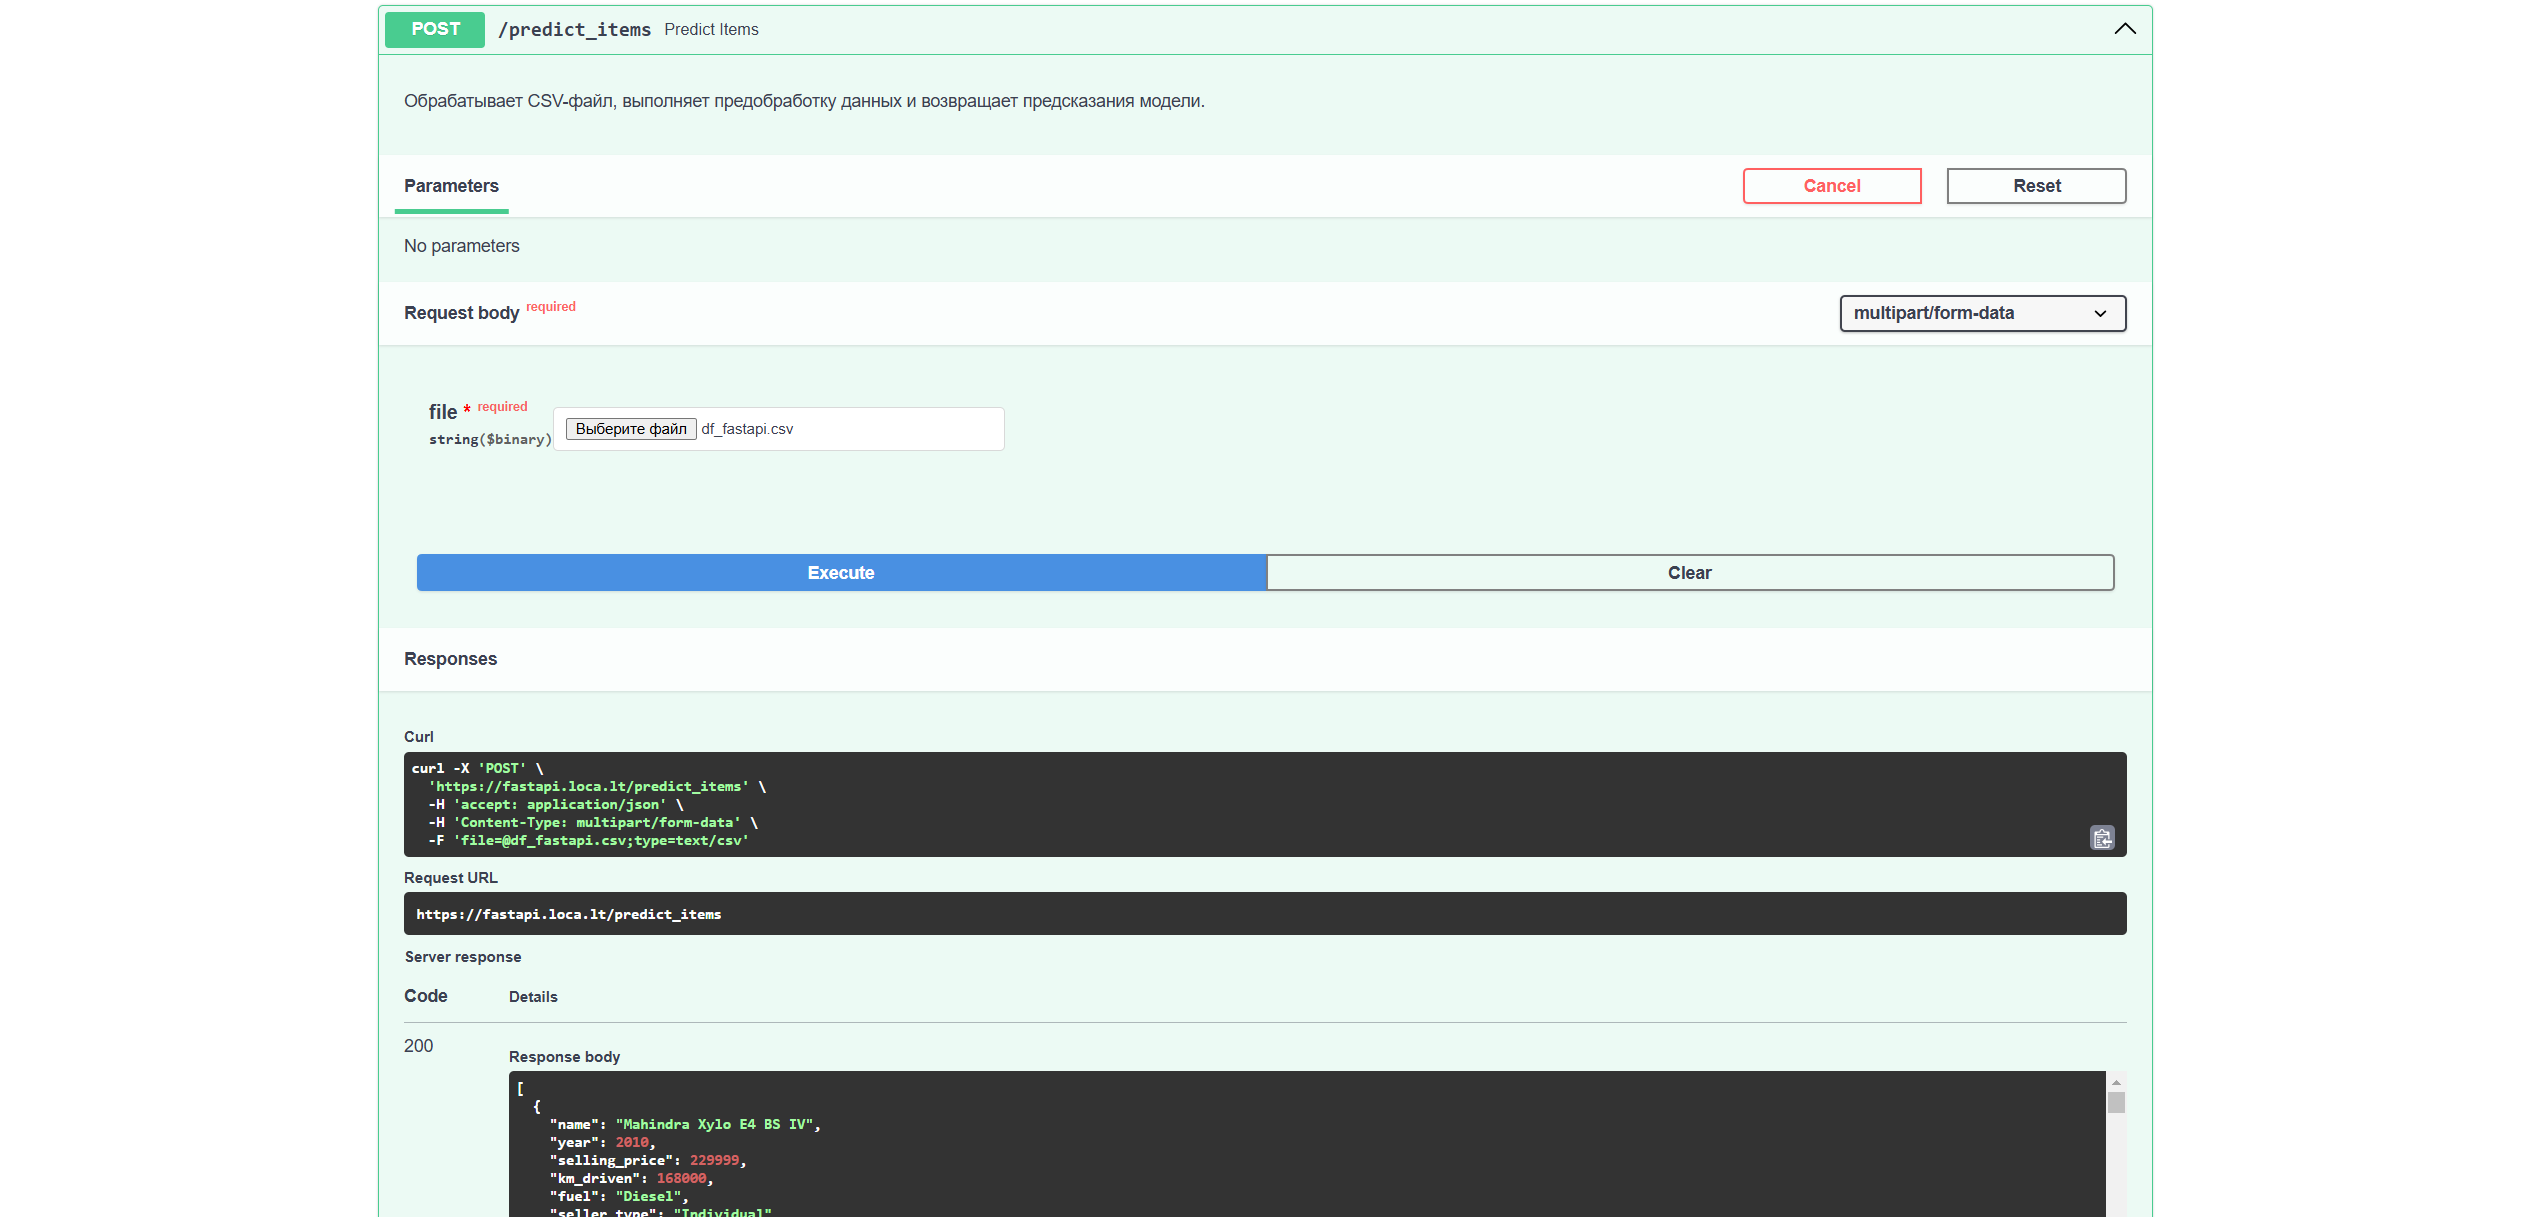 POST /predict_items Predict Items
Обрабатывает CSV-файл, выполняет предобработку данных и возвращает предсказания модели.
Parameters Cancel Reset
No parameters
Request body required multipart/form-data
file * required
string($binary) Выберите файл df_fastapi.csv
Execute Clear
Responses
Curl
curl -X 'POST' \
'https://fastapi.loca.lt/predict_items' \
-H 'accept: application/json' \
-H 'Content-Type: multipart/form-data' \
-F 'file=@df_fastapi.csv;type=text/csv'
Request URL
https://fastapi.loca.lt/predict_items
Server response
Code Details
200
Response body
[
{
"name": "Mahindra Xylo E4 BS IV",
"year": 2010,
"selling_price": 229999,
"km_driven": 168000,
"fuel": "Diesel",
"seller_type": "Individual"